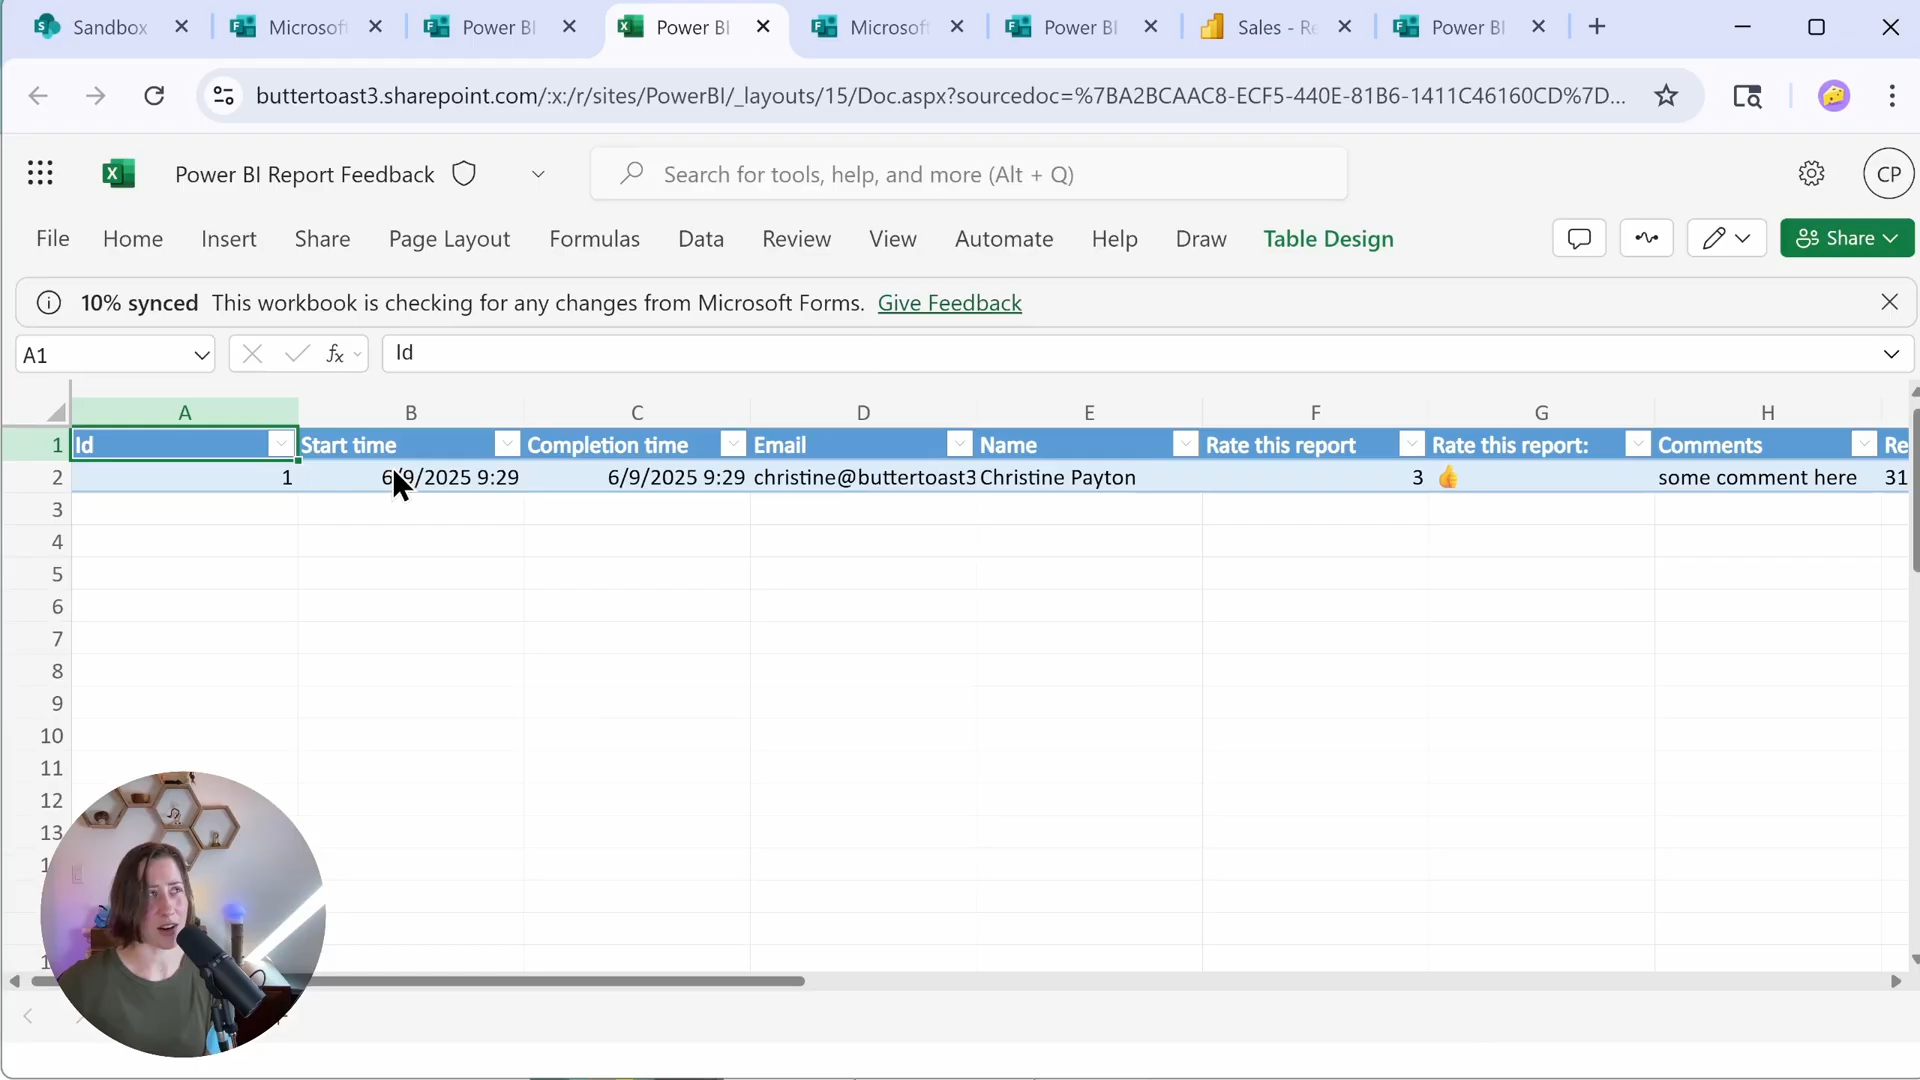 Sandbox
Microsof
Power BI
Power BI
Microsof
Power BI
Sales - Re
Power BI
buttertoast3.sharepoint.com/:x:/r/sites/PowerBI/_layouts/15/Doc.aspx?sourcedoc=%7BA2BCAAC8-ECF5-440E-81B6-1411C46160CD%7D...
Power BI Report Feedback
Search for tools, help, and more (Alt + Q)
CP
File Home Insert Share Page Layout Formulas Data Review View Automate Help Draw Table Design
Share
10% synced This workbook is checking for any changes from Microsoft Forms. Give Feedback
A1
fx
Id
A B C D E F G H
1 Id Start time Completion time Email Name Rate this report Rate this report: Comments Re
2 1 6/9/2025 9:29 6/9/2025 9:29 christine@buttertoast3 Christine Payton 3 👍 some comment here 31
3
4
5
6
7
8
9
10
11
12
13
1
1